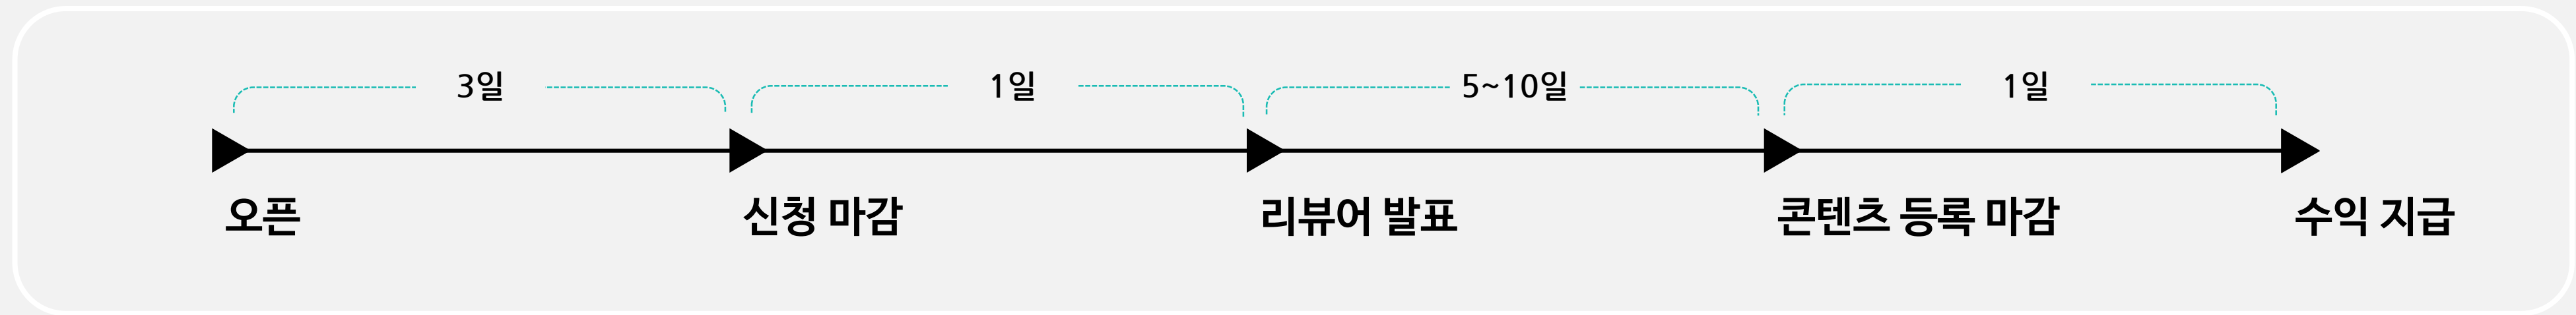 3일 1일 5~10일 1일
오픈 신청 마감 리뷰어 발표 콘텐츠 등록 마감 수익 지급